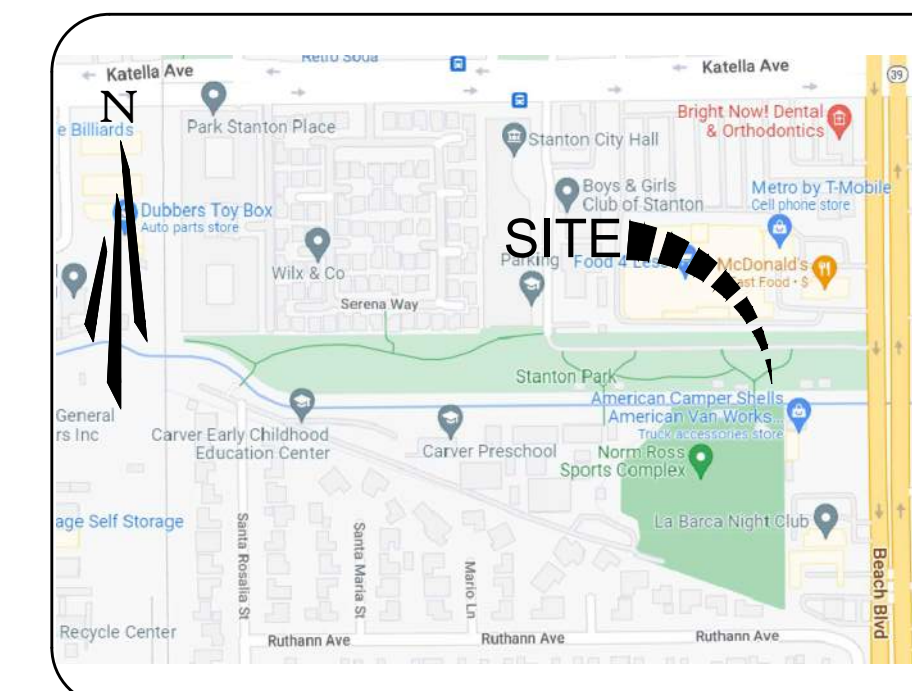 Retro Soda
Katella Ave
Katella Ave
39
N
e Billiards
Park Stanton Place
Bright Now! Dental
& Orthodontics
Stanton City Hall
Boys & Girls
Club of Stanton
Metro by T-Mobile
Cell phone store
Dubbers Toy Box
Auto parts store
SITE
Parking
Food 4 Less
McDonald's
Fast Food • $
Wilx & Co
Serena Way
Stanton Park
American Camper Shells
American Van Works...
Truck accessories store
General
rs Inc
Carver Early Childhood
Education Center
Carver Preschool
Norm Ross
Sports Complex
age Self Storage
La Barca Night Club
Santa Rosalia St
Santa Maria St
Mario Ln
Beach Blvd
Recycle Center
Ruthann Ave
Ruthann Ave
Ruthann Ave